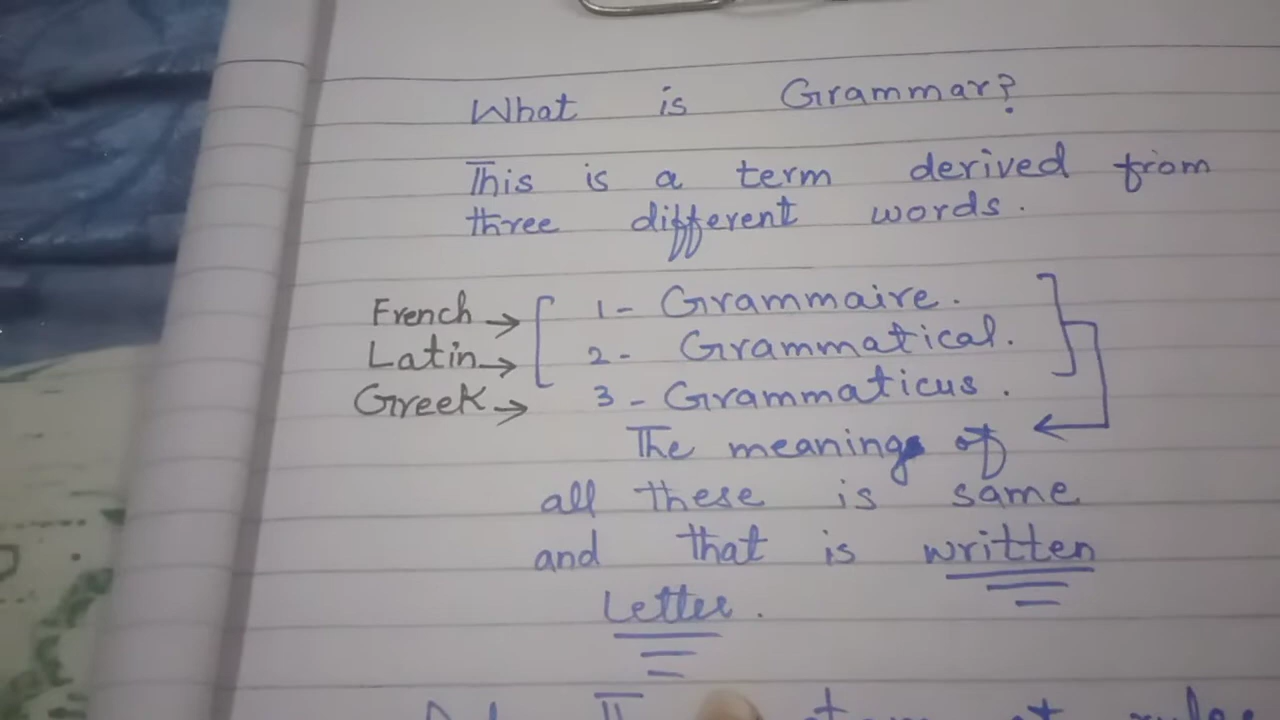 What is Grammar?
This is a term derived from
three different words.
French → 1- Grammaire.
Latin → 2- Grammatical.
Greek → 3- Grammaticus.
The meaning of
all these is same
and that is written
letter.